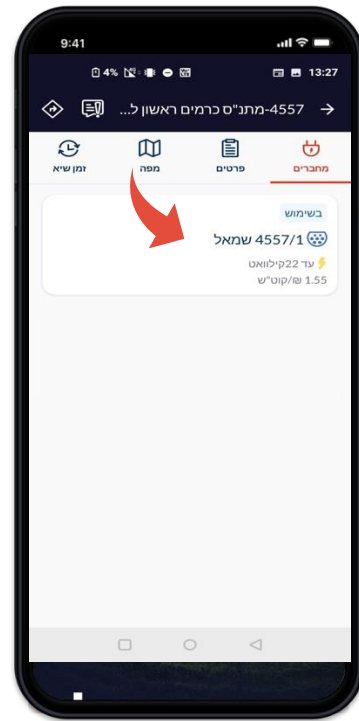 9:41
4% 13:27
4557-מתנ"ס כרמים ראשון ל...
מחברים פרטים מפה זמן שיא
בשימוש
4557/1 שמאל
עד 22קילוואט
1.55 ₪/קוט"ש